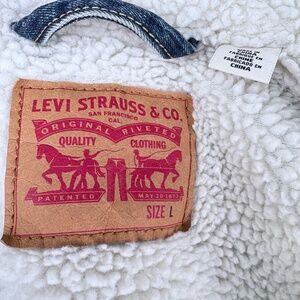 LEVI STRAUSS & CO.
SAN FRANCISCO
CAL.
ORIGINAL RIVETED
QUALITY CLOTHING
PATENTED MAY 20 1873
SIZE L
MADE IN
CHINA
FABRIQUÉ EN
CHINE
FABRICADO EN
CHINA